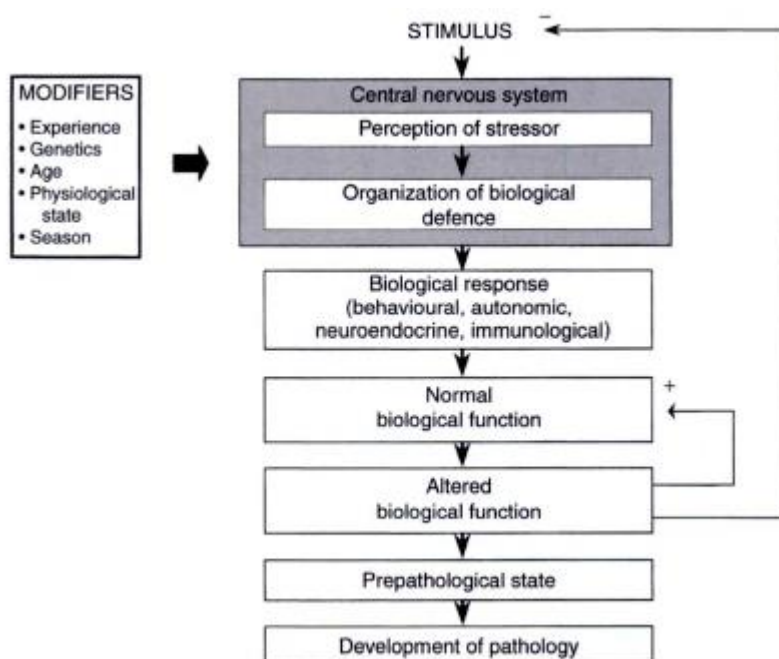 STIMULUS
−
MODIFIERS
• Experience
• Genetics
• Age
• Physiological
state
• Season
Central nervous system
Perception of stressor
Organization of biological
defence
Biological response
(behavioural, autonomic,
neuroendocrine, immunological)
Normal
biological function
+
Altered
biological function
Prepathological state
Development of pathology